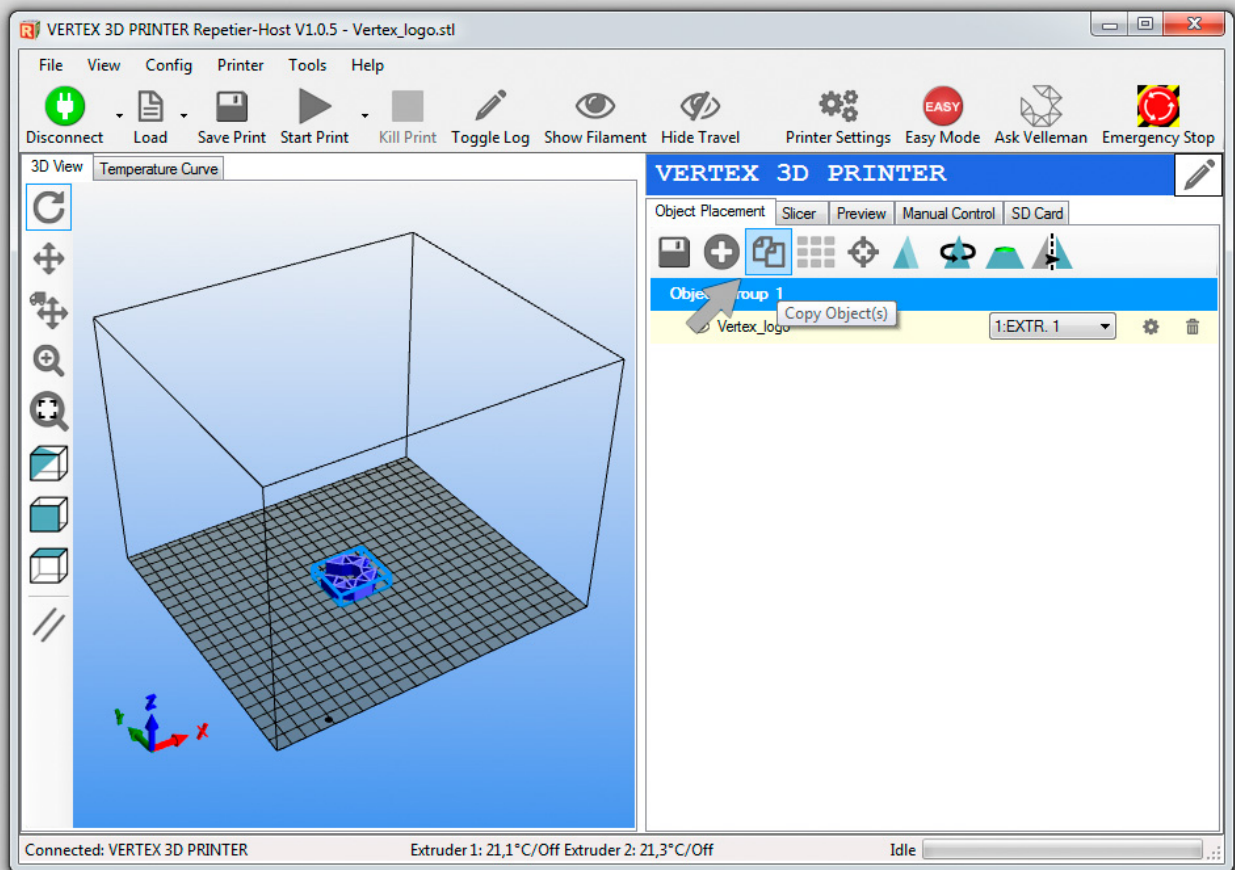 VERTEX 3D PRINTER Repetier-Host V1.0.5 - Vertex_logo.stl
File View Config Printer Tools Help
Disconnect Load Save Print Start Print Kill Print Toggle Log Show Filament Hide Travel Printer Settings EASY Easy Mode Ask Velleman Emergency Stop
3D View Temperature Curve
VERTEX 3D PRINTER
Object Placement Slicer Preview Manual Control SD Card
Object Group 1
Copy Object(s)
Vertex_logo 1:EXTR. 1
Z
Y
X
Connected: VERTEX 3D PRINTER Extruder 1: 21,1°C/Off Extruder 2: 21,3°C/Off Idle